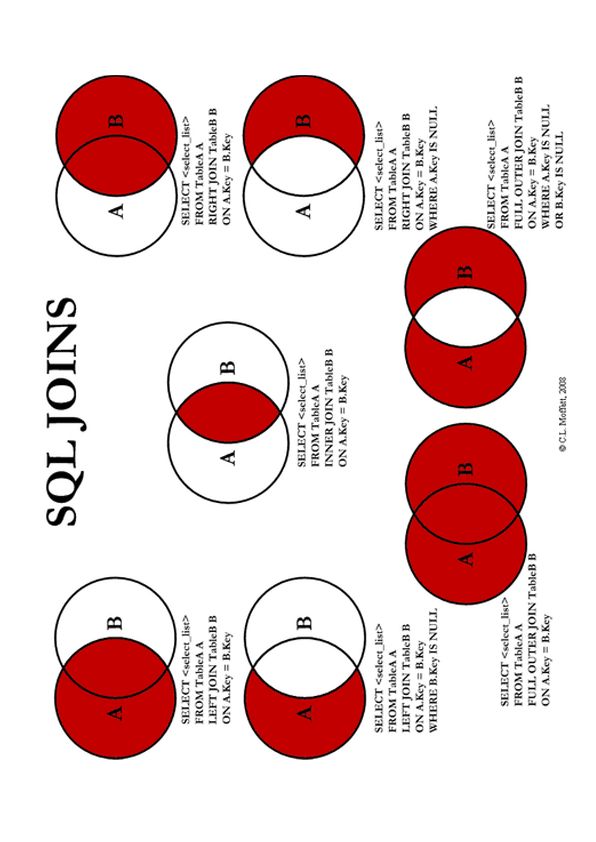 SQL JOINS
A B
SELECT <select_list>
FROM TableA A
LEFT JOIN TableB B
ON A.Key = B.Key
A B
SELECT <select_list>
FROM TableA A
RIGHT JOIN TableB B
ON A.Key = B.Key
A B
SELECT <select_list>
FROM TableA A
INNER JOIN TableB B
ON A.Key = B.Key
A B
SELECT <select_list>
FROM TableA A
LEFT JOIN TableB B
ON A.Key = B.Key
WHERE B.Key IS NULL
A B
SELECT <select_list>
FROM TableA A
RIGHT JOIN TableB B
ON A.Key = B.Key
WHERE A.Key IS NULL
A B
SELECT <select_list>
FROM TableA A
FULL OUTER JOIN TableB B
ON A.Key = B.Key
A B
SELECT <select_list>
FROM TableA A
FULL OUTER JOIN TableB B
ON A.Key = B.Key
WHERE A.Key IS NULL
OR B.Key IS NULL
© C.L. Moffatt, 2008